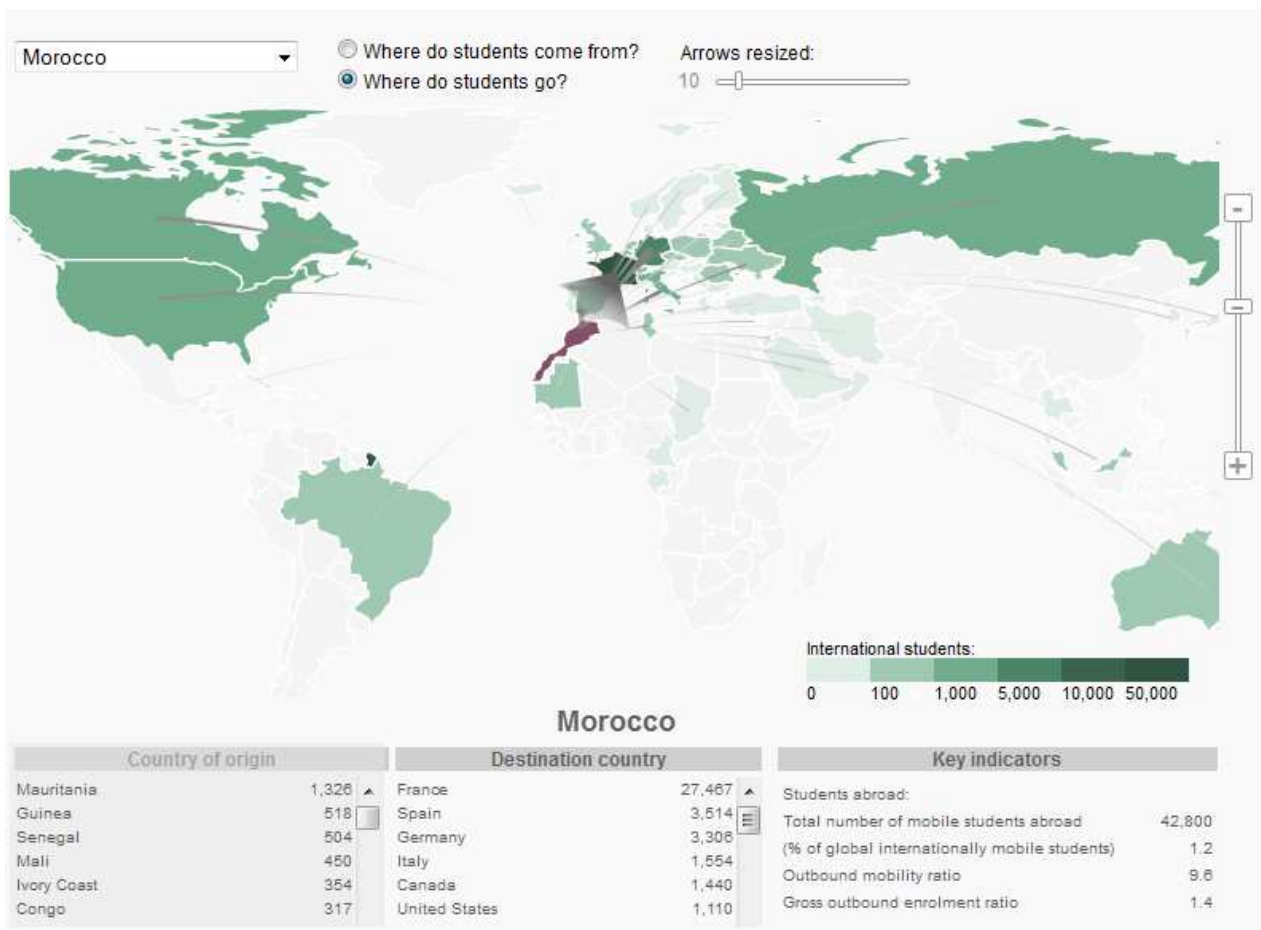 Morocco
Where do students come from?
Where do students go?
Arrows resized:
10
International students:
0 100 1,000 5,000 10,000 50,000
Morocco
Country of origin Destination country Key indicators
Mauritania 1,326 France 27,467 Students abroad:
Guinea 518 Spain 3,514 Total number of mobile students abroad 42,800
Senegal 504 Germany 3,306 (% of global internationally mobile students) 1.2
Mali 450 Italy 1,554 Outbound mobility ratio 9.6
Ivory Coast 354 Canada 1,440 Gross outbound enrolment ratio 1.4
Congo 317 United States 1,110